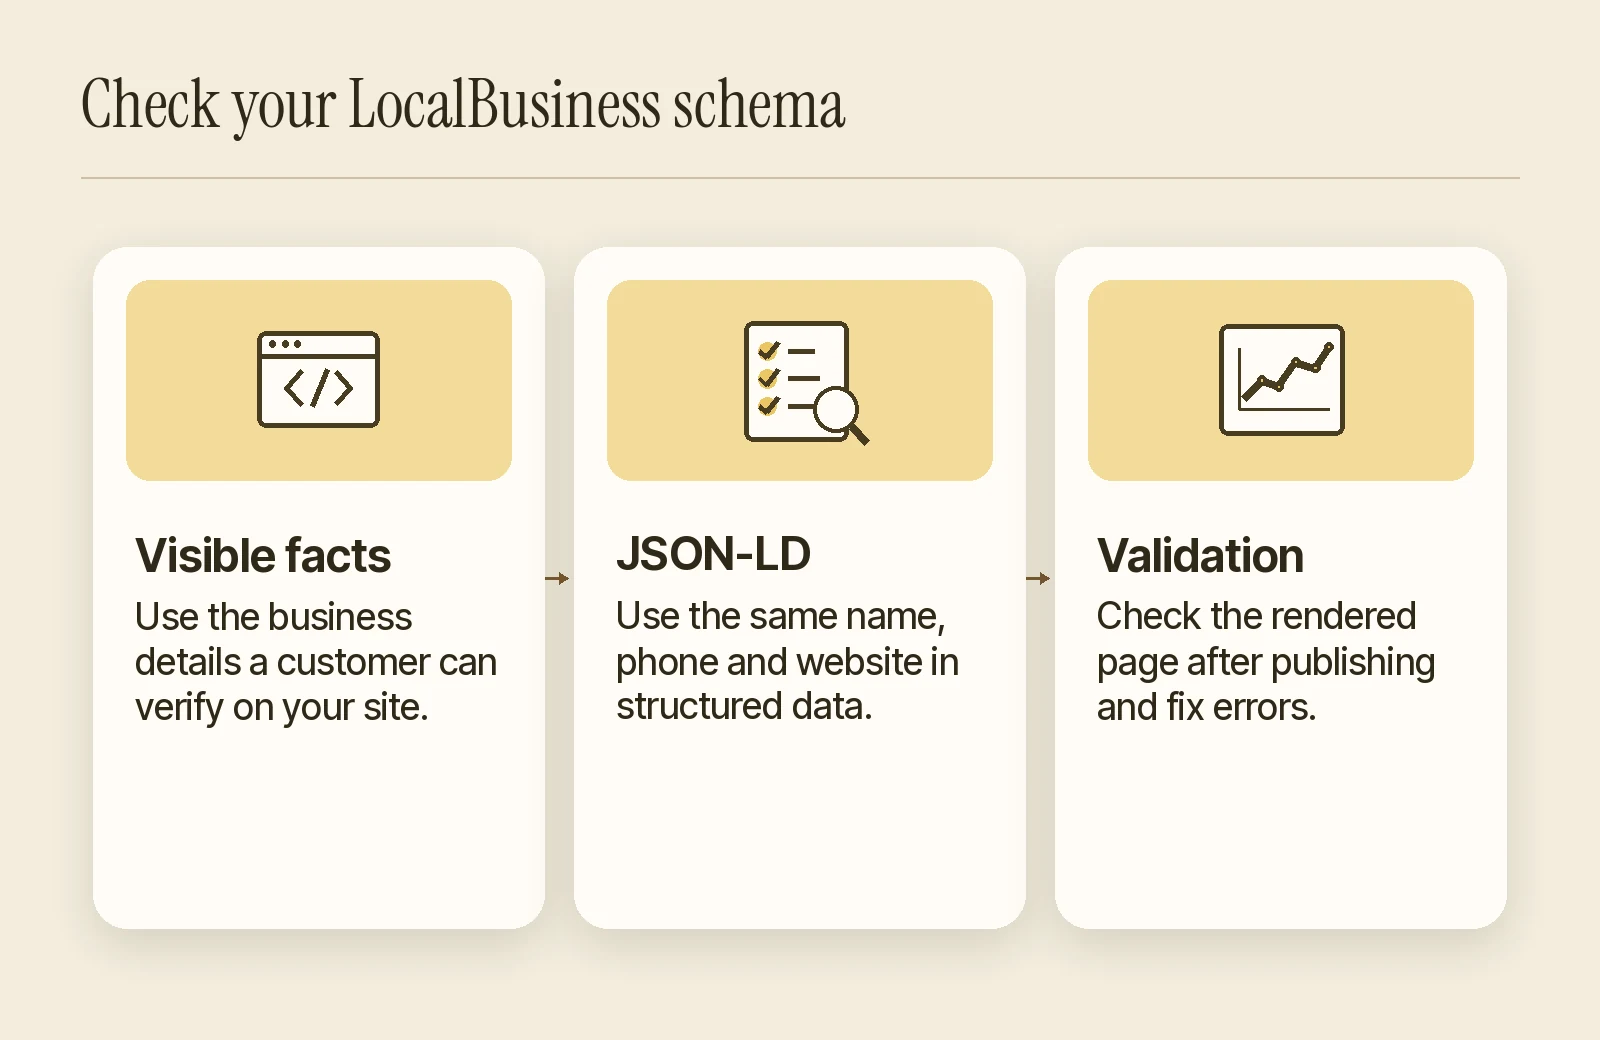 Check your LocalBusiness schema
Visible facts
Use the business
details a customer can
verify on your site.
JSON-LD
Use the same name,
phone and website in
structured data.
Validation
Check the rendered
page after publishing
and fix errors.